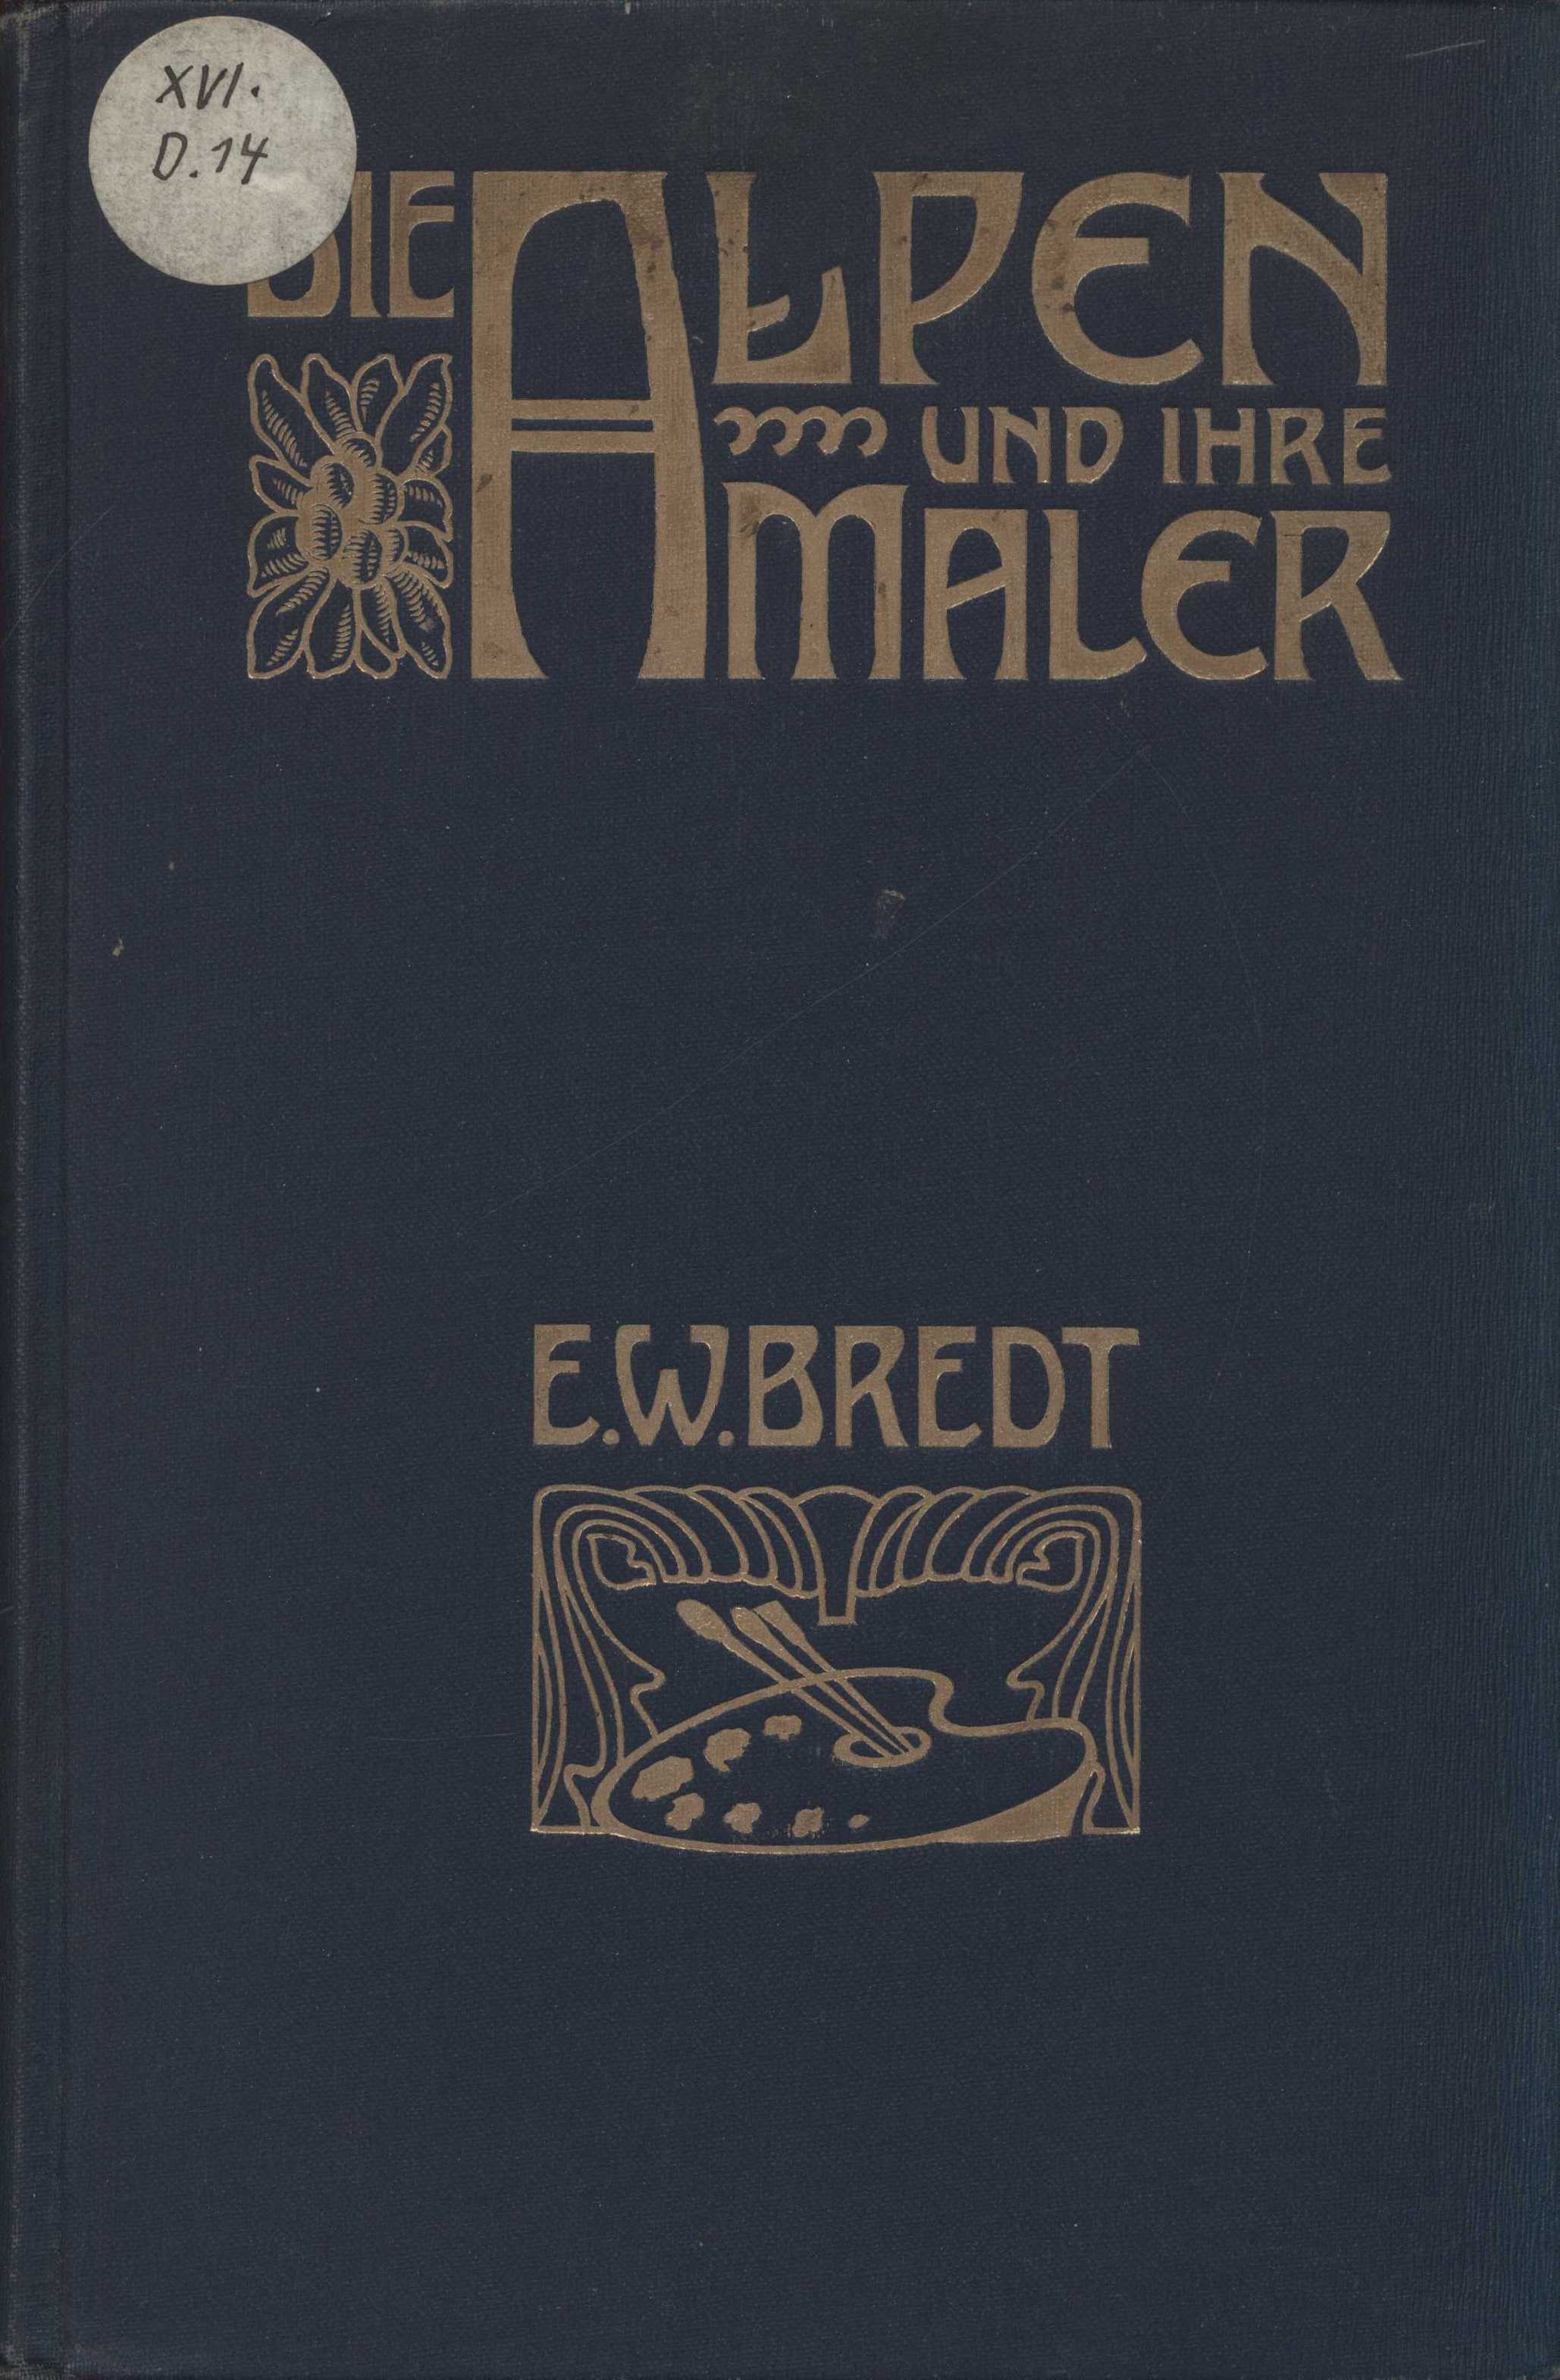 XVI.
D.14
DIE ALPEN
UND IHRE
MALER
E.W.BREDT